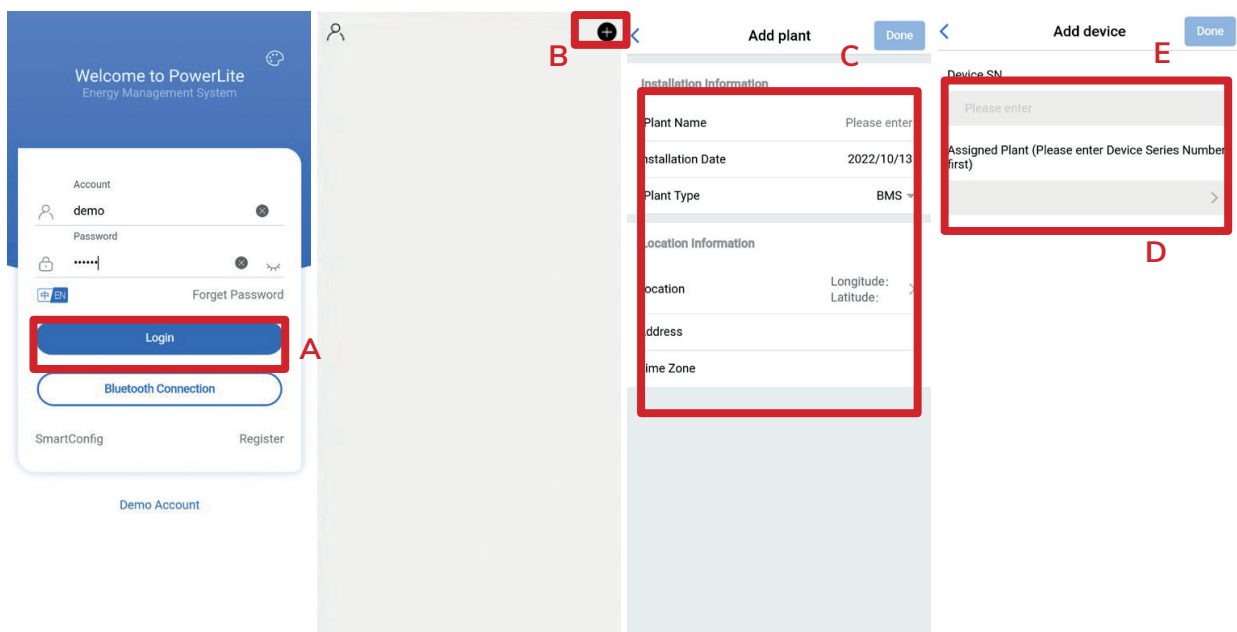 Welcome to PowerLite
Energy Management System
Account
demo
Password
••••••
中/EN
Forget Password
Login
A
Bluetooth Connection
SmartConfig
Register
Demo Account
B
Add plant
Done
C
Installation Information
Plant Name
Please enter
nstallation Date
2022/10/13
Plant Type
BMS
Location Information
ocation
Longitude:
Latitude:
ddress
ime Zone
Add device
Done
E
Device SN
Please enter
Assigned Plant (Please enter Device Series Number
first)
D